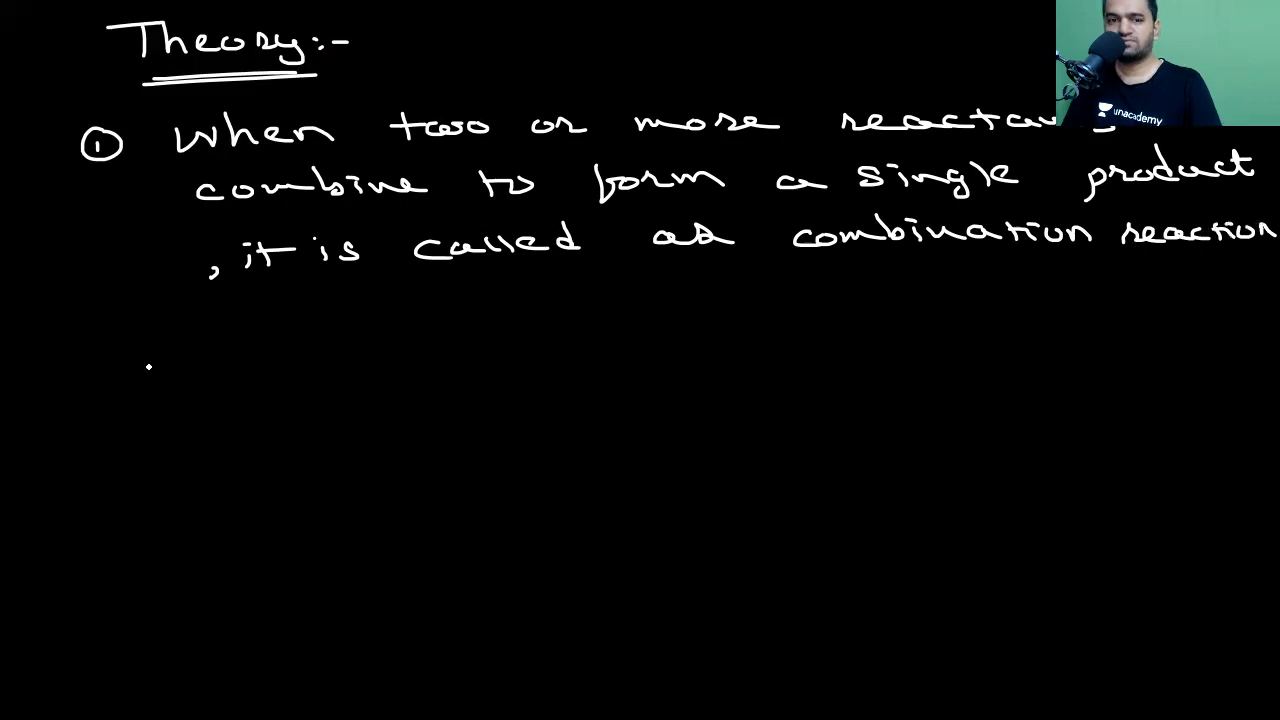 Theory:-
① When two or more reactants
combine to form a single product
, it is called as combination reaction
unacademy